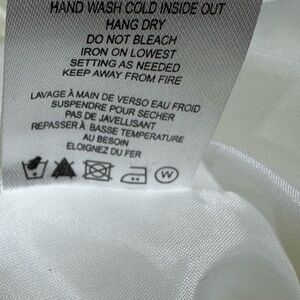 HAND WASH COLD INSIDE OUT
HANG DRY
DO NOT BLEACH
IRON ON LOWEST
SETTING AS NEEDED
KEEP AWAY FROM FIRE
LAVAGE À MAIN DE VERSO EAU FROID
SUSPENDRE POUR SECHER
PAS DE JAVELLISANT
REPASSER À BASSE TEMPERATURE
AU BESOIN
ELOIGNEZ DU FER
W